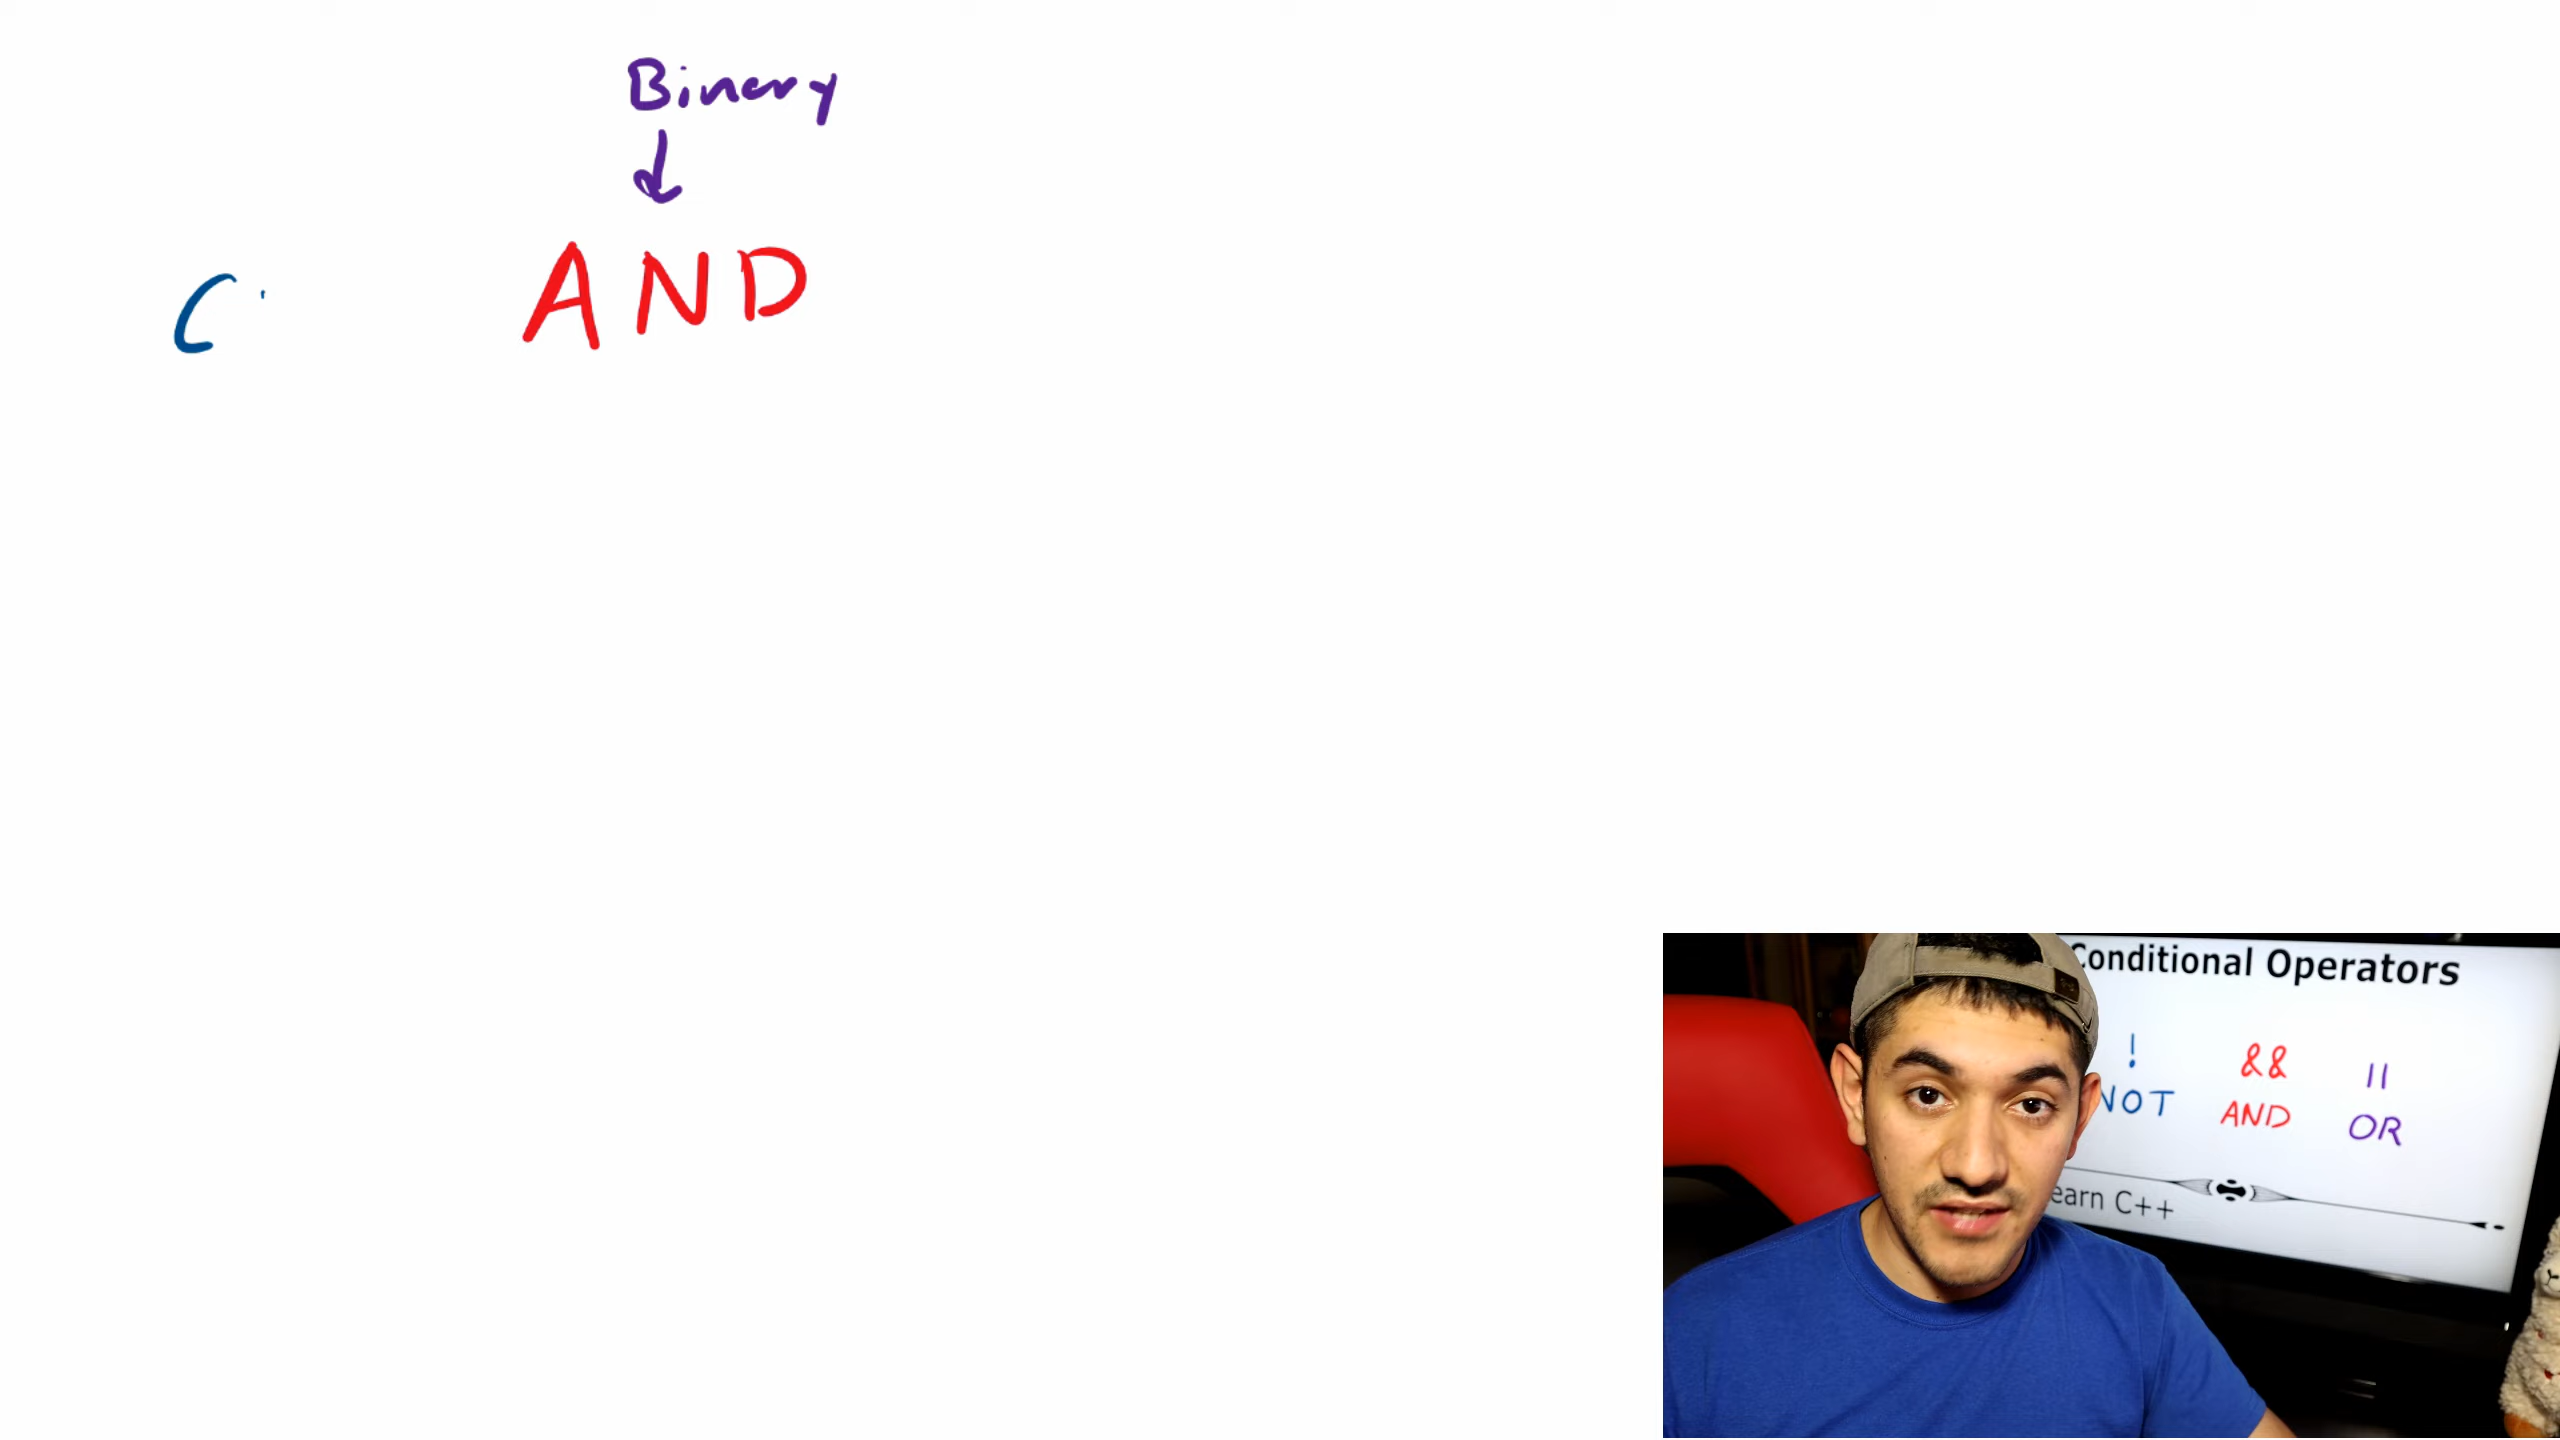 Binary
C
AND
Conditional Operators
! && ||
NOT AND OR
earn C++